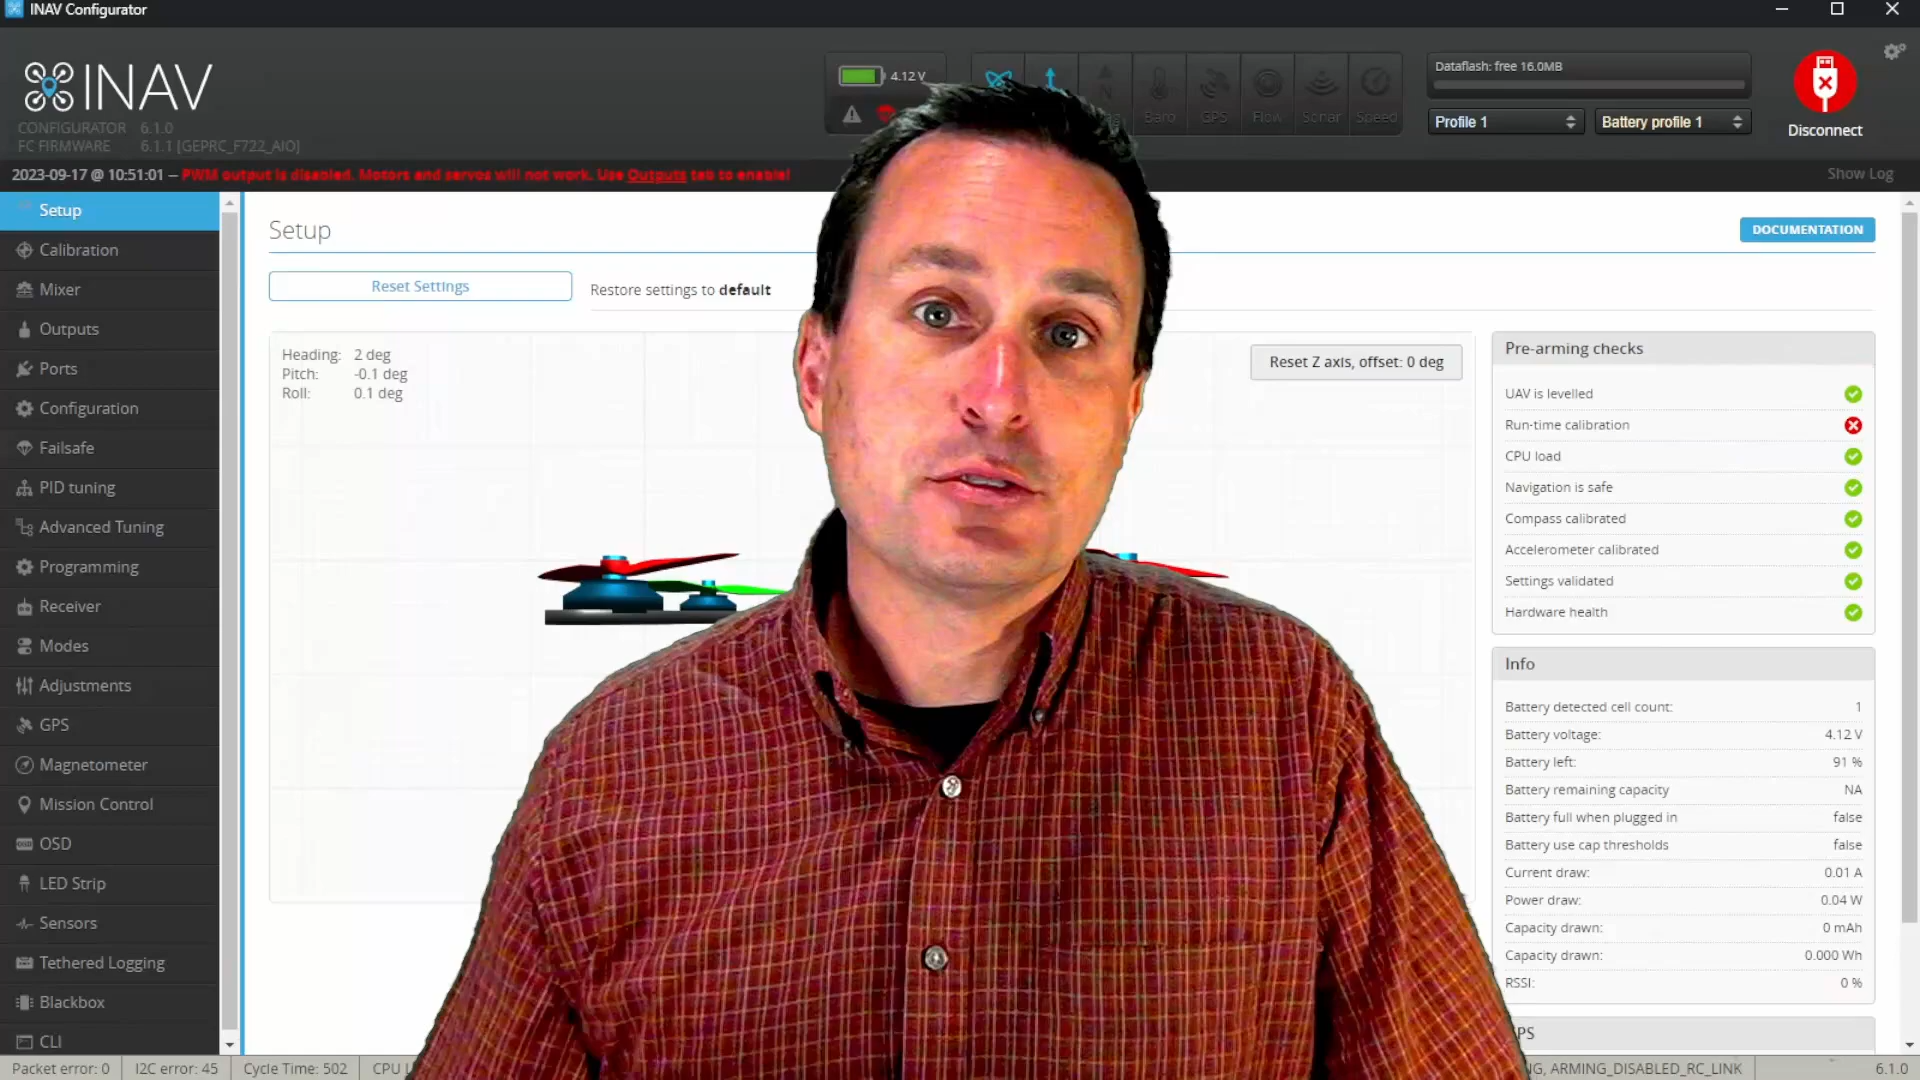 INAV Configurator
INAV
CONFIGURATOR 6.1.0
FC FIRMWARE 6.1.1 [GEPRC_F722_AIO]
4.12 V
Baro
GPS
Flow
Sonar
Speed
Dataflash: free 16.0MB
Profile 1
Battery profile 1
Disconnect
2023-09-17 @ 10:51:01 -- PWM output is disabled. Motors and servos will not work. Use Outputs tab to enable!
Show Log
Setup
Calibration
Mixer
Outputs
Ports
Configuration
Failsafe
PID tuning
Advanced Tuning
Programming
Receiver
Modes
Adjustments
GPS
Magnetometer
Mission Control
OSD
LED Strip
Sensors
Tethered Logging
Blackbox
CLI
Setup
DOCUMENTATION
Reset Settings
Restore settings to default
Heading: 2 deg
Pitch: -0.1 deg
Roll: 0.1 deg
Reset Z axis, offset: 0 deg
Pre-arming checks
UAV is levelled
Run-time calibration
CPU load
Navigation is safe
Compass calibrated
Accelerometer calibrated
Settings validated
Hardware health
Info
Battery detected cell count: 1
Battery voltage: 4.12 V
Battery left: 91 %
Battery remaining capacity NA
Battery full when plugged in false
Battery use cap thresholds false
Current draw: 0.01 A
Power draw: 0.04 W
Capacity drawn: 0 mAh
Capacity drawn: 0.000 Wh
RSSI: 0 %
Packet error: 0
I2C error: 45
Cycle Time: 502
CPU
ARMING_DISABLED_RC_LINK
6.1.0